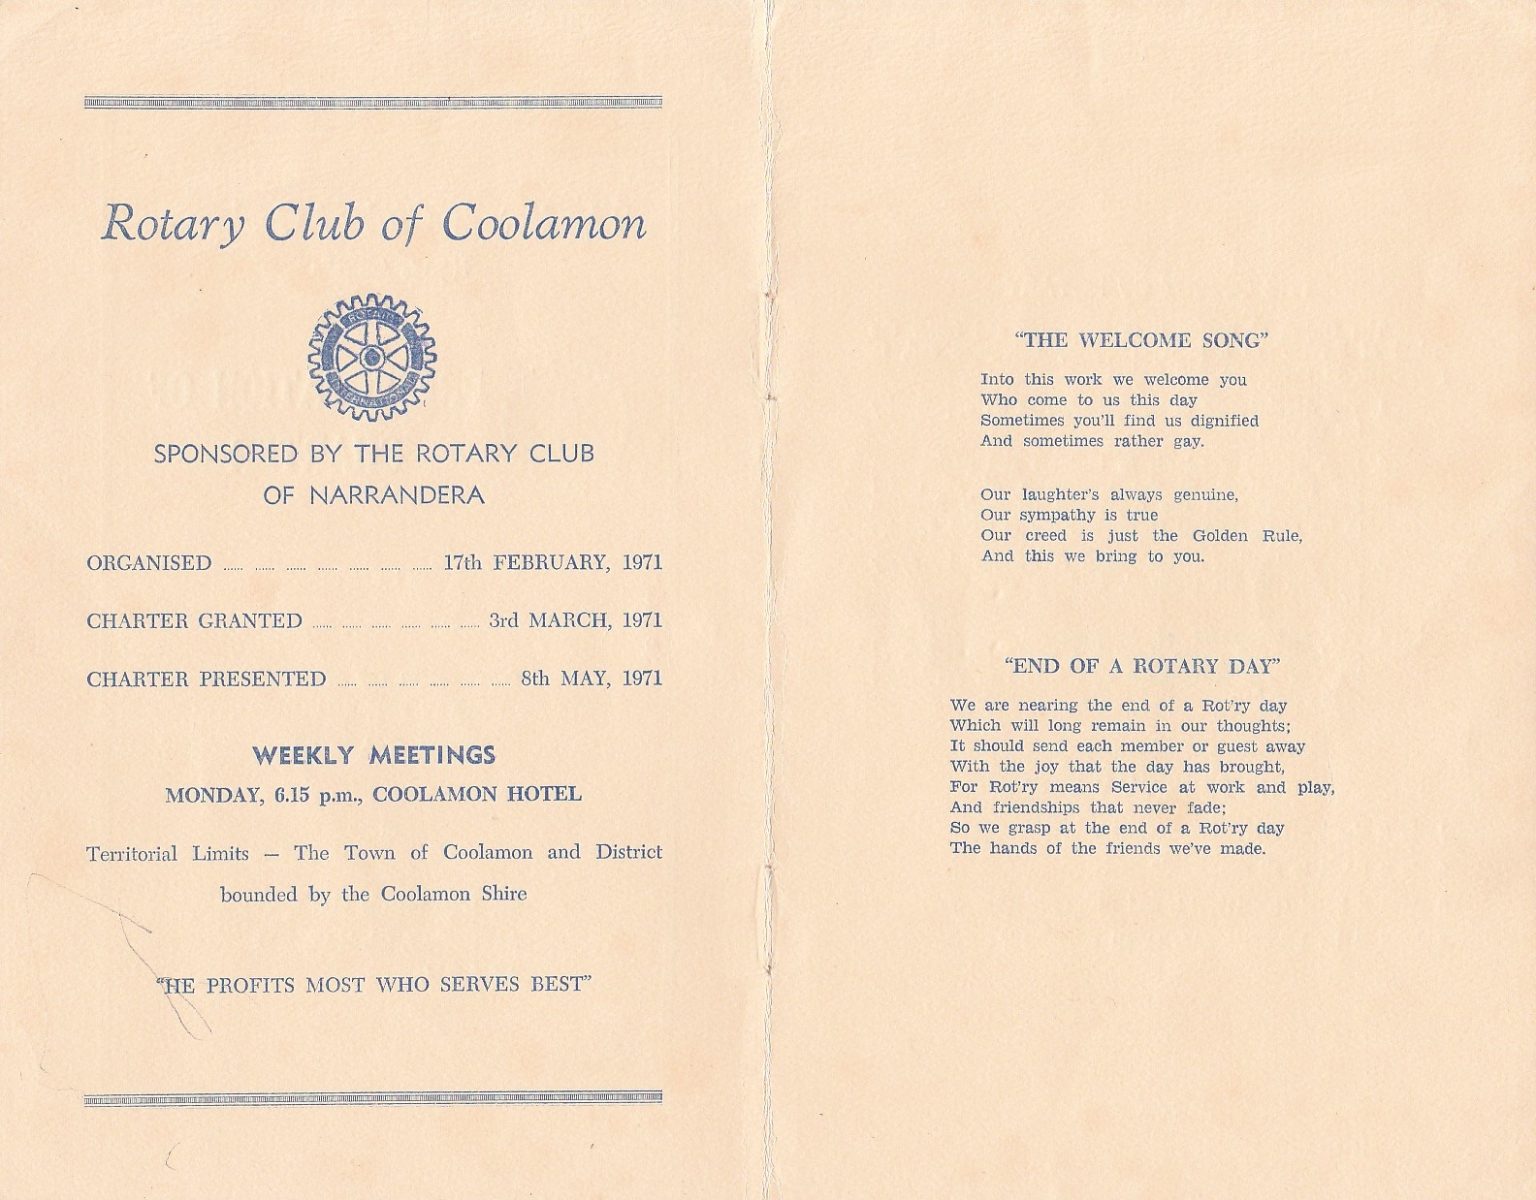 Rotary Club of Coolamon
ROTARY
INTERNATIONAL
SPONSORED BY THE ROTARY CLUB
OF NARRANDERA
ORGANISED ...... ...... ...... ...... ...... ...... ...... 17th FEBRUARY, 1971
CHARTER GRANTED ...... ...... ...... ...... ...... ...... 3rd MARCH, 1971
CHARTER PRESENTED ...... ...... ...... ...... ...... ...... 8th MAY, 1971
WEEKLY MEETINGS
MONDAY, 6.15 p.m., COOLAMON HOTEL
Territorial Limits — The Town of Coolamon and District
bounded by the Coolamon Shire
“HE PROFITS MOST WHO SERVES BEST”
“THE WELCOME SONG”
Into this work we welcome you
Who come to us this day
Sometimes you'll find us dignified
And sometimes rather gay.
Our laughter's always genuine,
Our sympathy is true
Our creed is just the Golden Rule,
And this we bring to you.
“END OF A ROTARY DAY”
We are nearing the end of a Rot'ry day
Which will long remain in our thoughts;
It should send each member or guest away
With the joy that the day has brought,
For Rot'ry means Service at work and play,
And friendships that never fade;
So we grasp at the end of a Rot'ry day
The hands of the friends we've made.